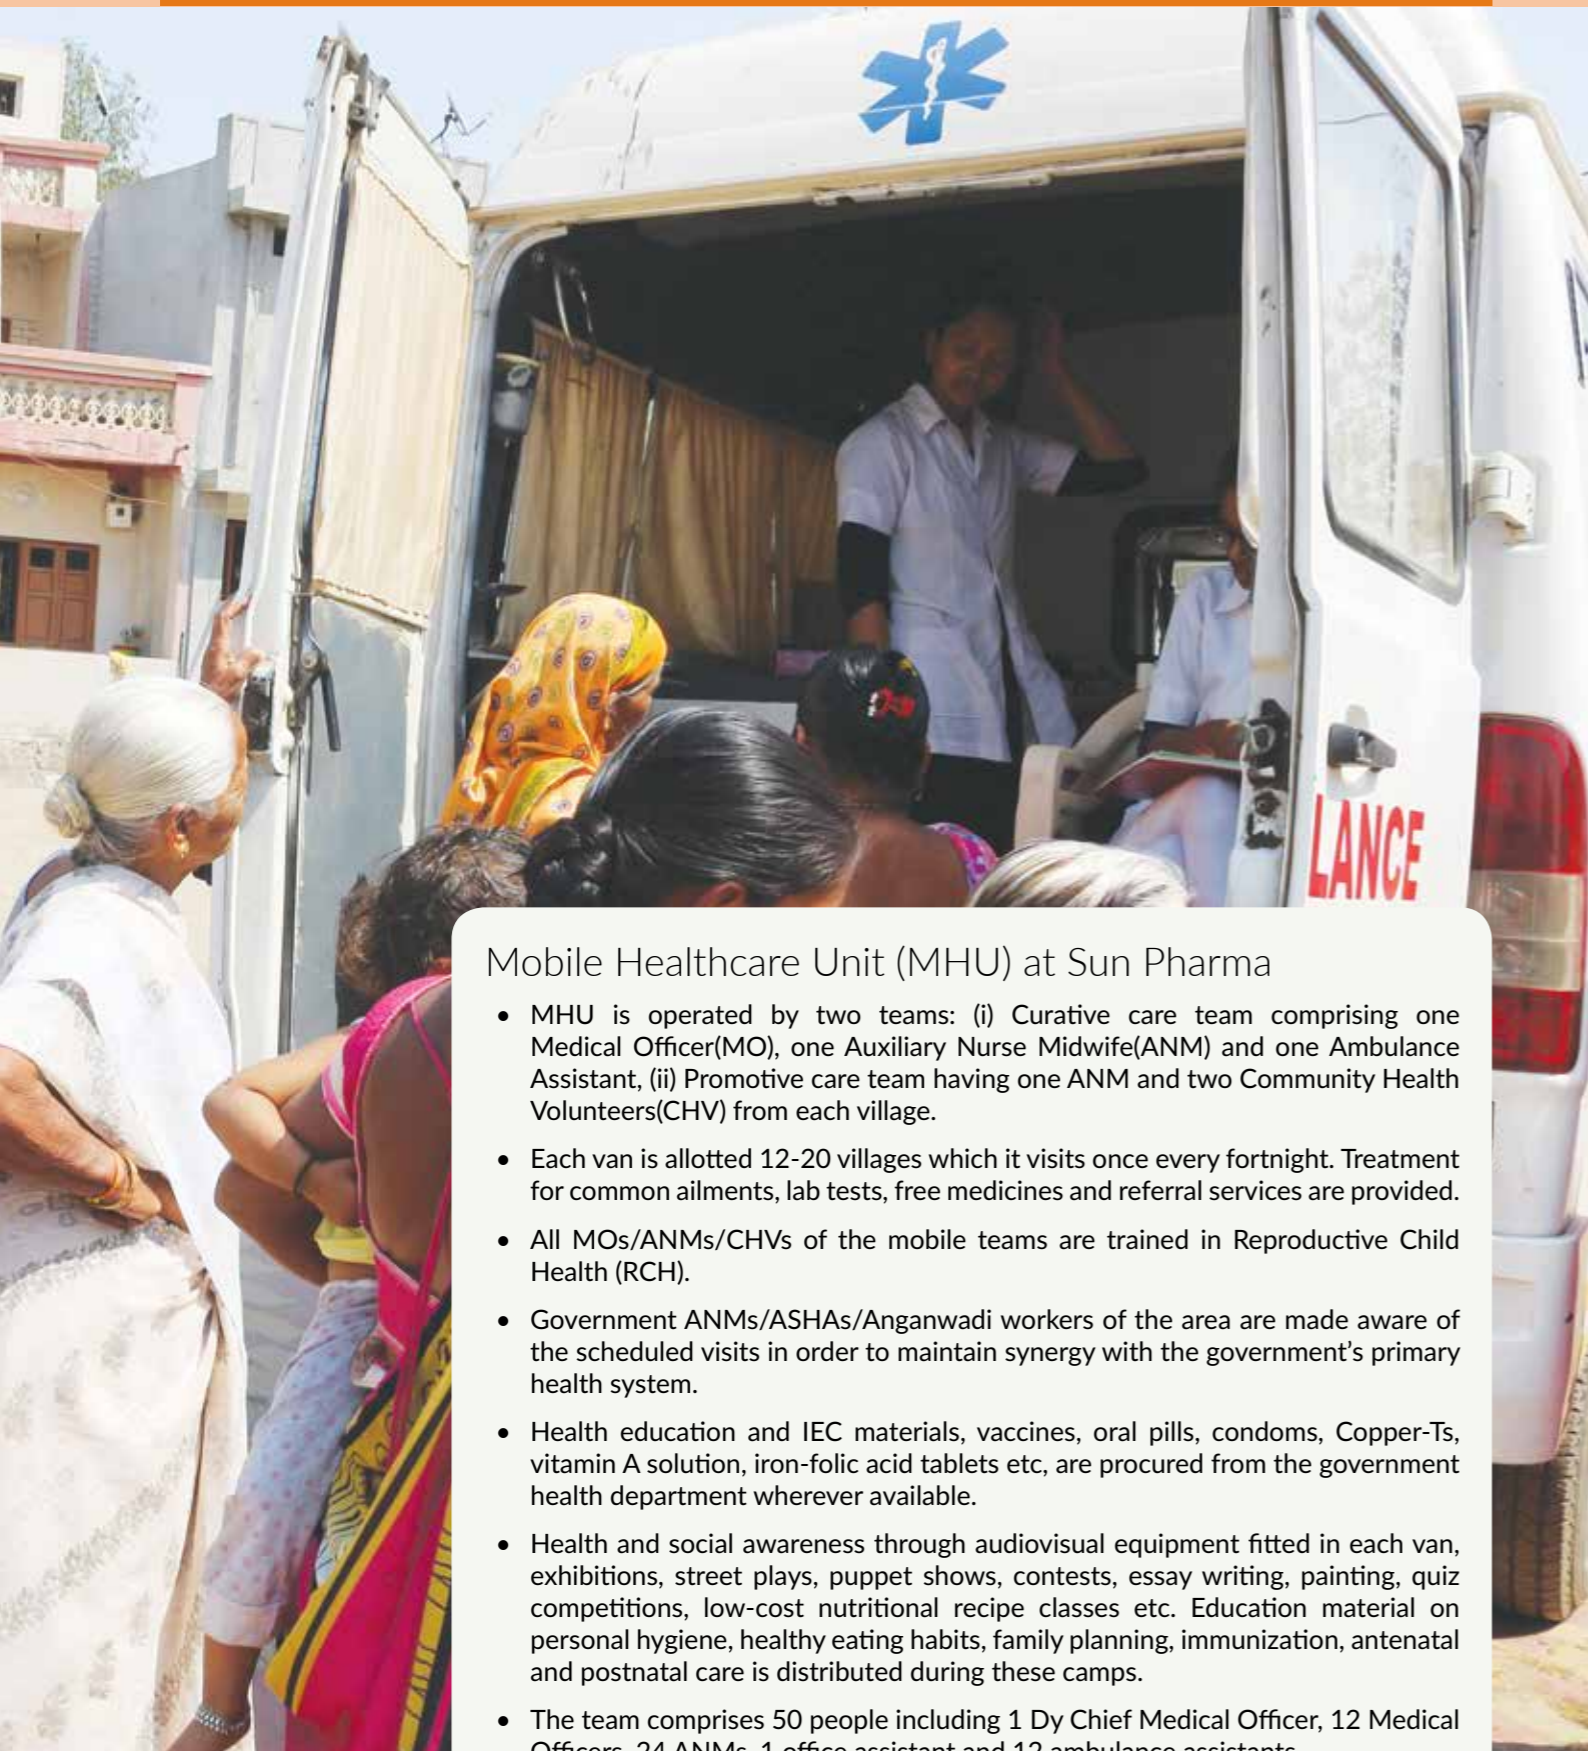 LANCE
Mobile Healthcare Unit (MHU) at Sun Pharma
• MHU is operated by two teams: (i) Curative care team comprising one
Medical Officer(MO), one Auxiliary Nurse Midwife(ANM) and one Ambulance
Assistant, (ii) Promotive care team having one ANM and two Community Health
Volunteers(CHV) from each village.
• Each van is allotted 12-20 villages which it visits once every fortnight. Treatment
for common ailments, lab tests, free medicines and referral services are provided.
• All MOs/ANMs/CHVs of the mobile teams are trained in Reproductive Child
Health (RCH).
• Government ANMs/ASHAs/Anganwadi workers of the area are made aware of
the scheduled visits in order to maintain synergy with the government’s primary
health system.
• Health education and IEC materials, vaccines, oral pills, condoms, Copper-Ts,
vitamin A solution, iron-folic acid tablets etc, are procured from the government
health department wherever available.
• Health and social awareness through audiovisual equipment fitted in each van,
exhibitions, street plays, puppet shows, contests, essay writing, painting, quiz
competitions, low-cost nutritional recipe classes etc. Education material on
personal hygiene, healthy eating habits, family planning, immunization, antenatal
and postnatal care is distributed during these camps.
• The team comprises 50 people including 1 Dy Chief Medical Officer, 12 Medical
Officers, 24 ANMs, 1 office assistant and 12 ambulance assistants